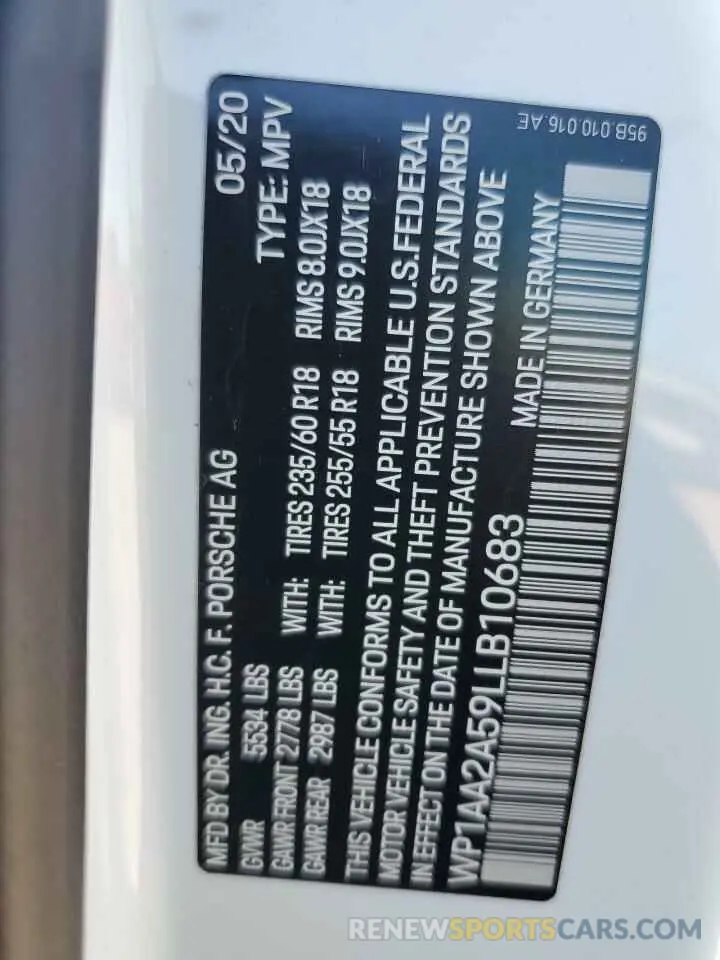 MFD BY DR. ING. H.C. F. PORSCHE AG 05/20
GVWR 5534 LBS TYPE: MPV
GAWR FRONT 2778 LBS WITH: TIRES 235/60 R18 RIMS 8.0JX18
GAWR REAR 2987 LBS WITH: TIRES 255/55 R18 RIMS 9.0JX18
THIS VEHICLE CONFORMS TO ALL APPLICABLE U.S.FEDERAL
MOTOR VEHICLE SAFETY AND THEFT PREVENTION STANDARDS
IN EFFECT ON THE DATE OF MANUFACTURE SHOWN ABOVE
WP1AA2A59LLB10683 MADE IN GERMANY
95B.010.016.AE
RENEWSPORTSCARS.COM